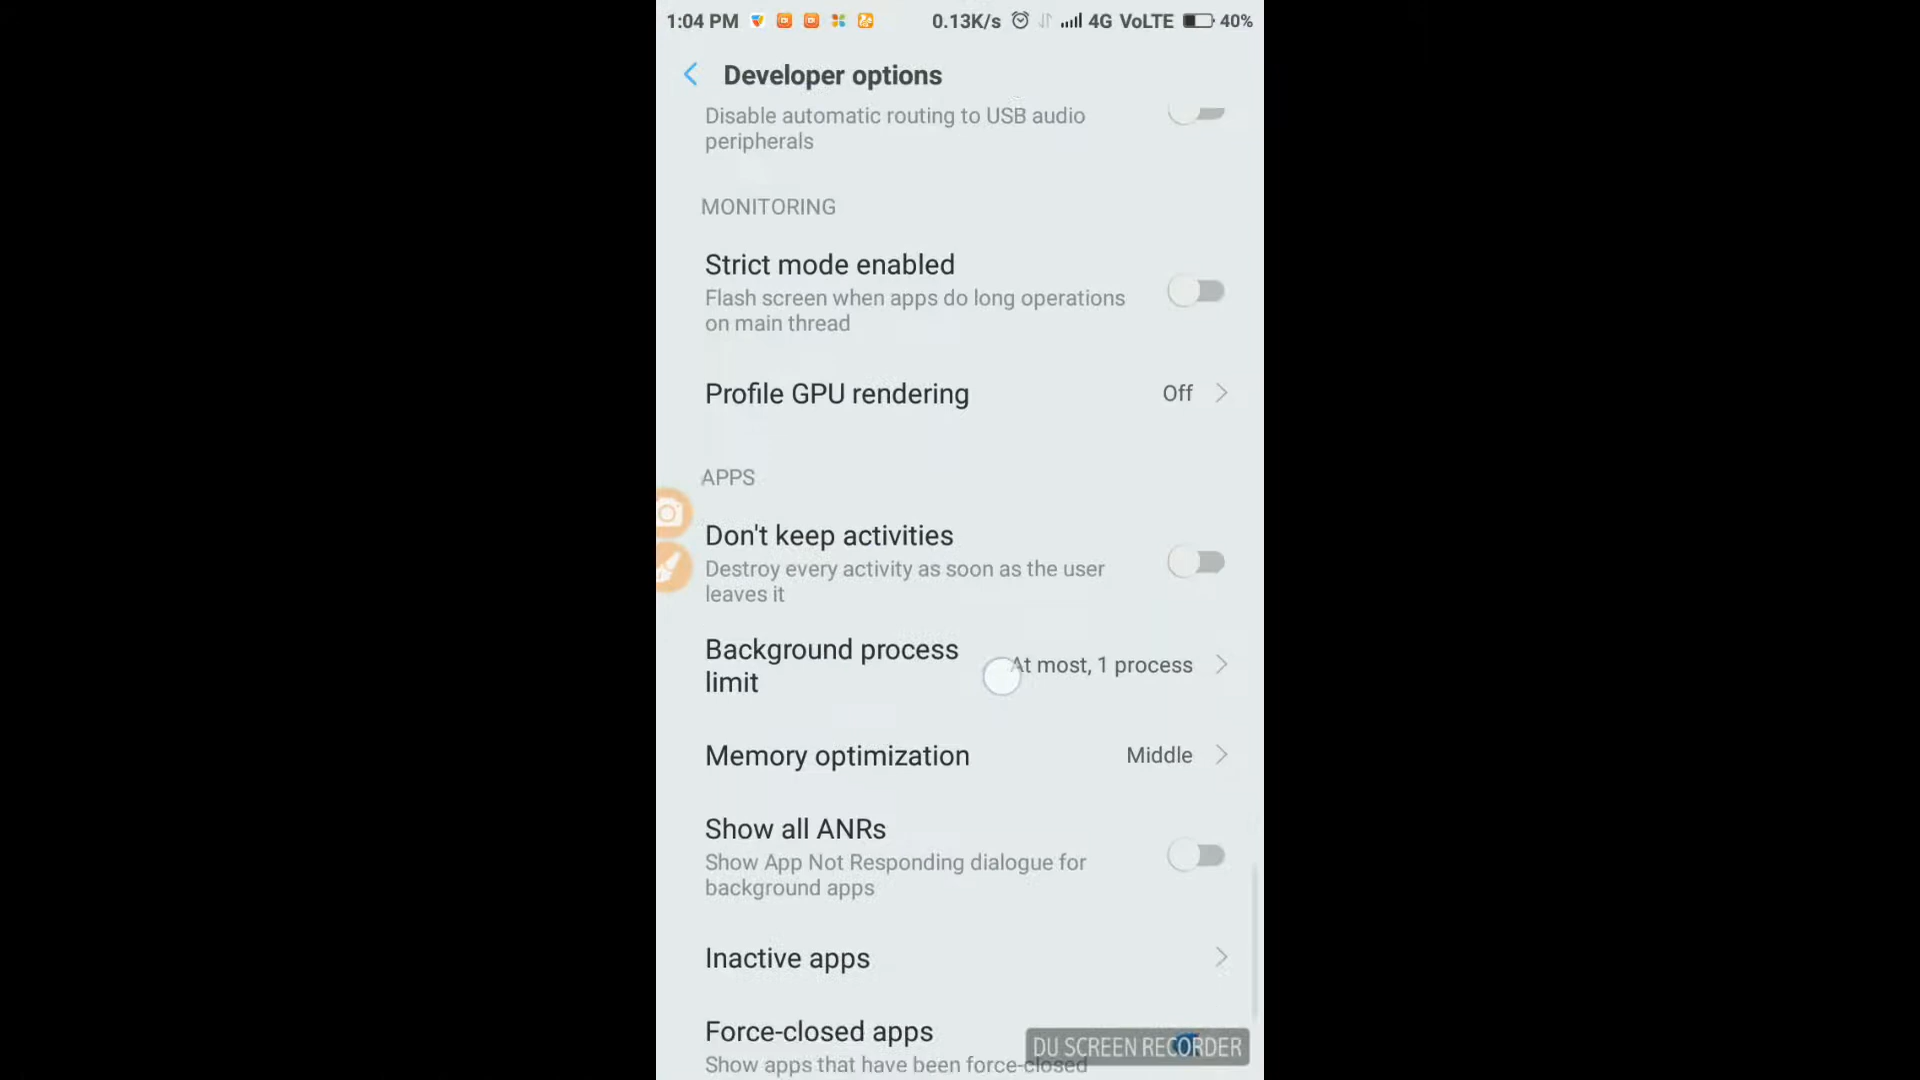 1:04 PM 0.13K/s 4G VoLTE 40%
Developer options
Disable automatic routing to USB audio
peripherals
MONITORING
Strict mode enabled
Flash screen when apps do long operations
on main thread
Profile GPU rendering Off
APPS
Don't keep activities
Destroy every activity as soon as the user
leaves it
Background process
limit
At most, 1 process
Memory optimization Middle
Show all ANRs
Show App Not Responding dialogue for
background apps
Inactive apps
Force-closed apps
DU SCREEN RECORDER
Show apps that have been force-closed